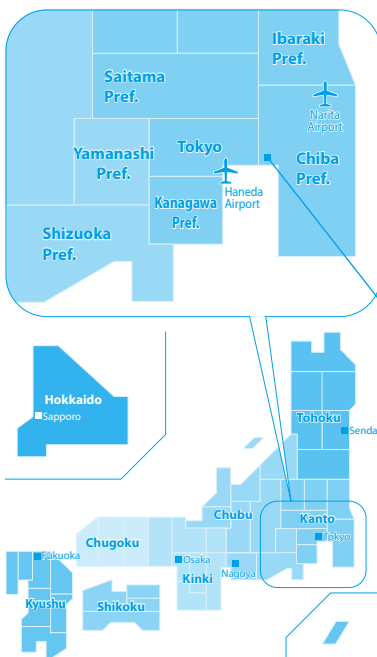 Ibaraki
Pref.
Saitama
Pref.
Narita
Airport
Yamanashi
Pref.
Tokyo
Chiba
Pref.
Kanagawa
Pref.
Haneda
Airport
Shizuoka
Pref.
Hokkaido
Sapporo
Tohoku
Senda
Chubu
Kanto
Tokyo
Chugoku
Fukuoka
Osaka
Nagoya
Kinki
Kyushu
Shikoku